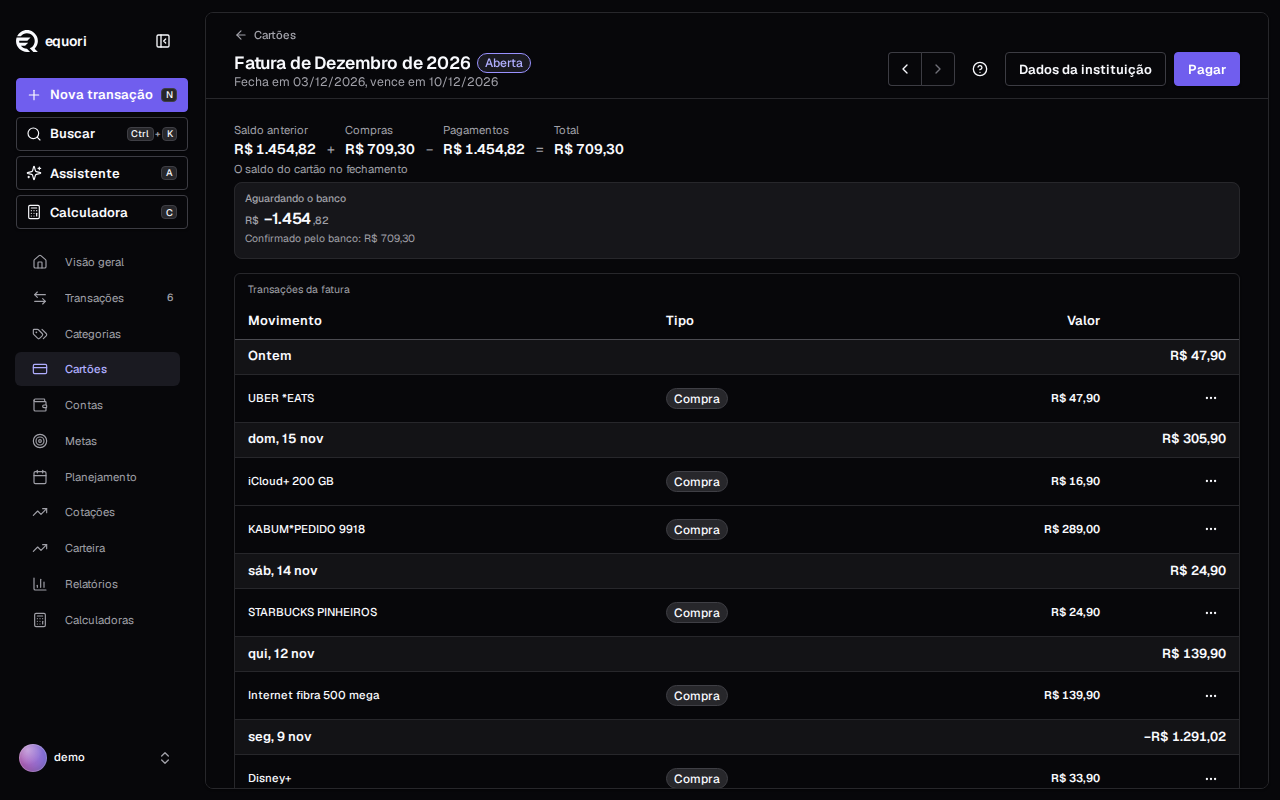 equori
Nova transação N
Buscar Ctrl + K
Assistente A
Calculadora C
Visão geral
Transações 6
Categorias
Cartões
Contas
Metas
Planejamento
Cotações
Carteira
Relatórios
Calculadoras
demo
Cartões
Fatura de Dezembro de 2026 Aberta
Fecha em 03/12/2026, vence em 10/12/2026
Dados da instituição
Pagar
Saldo anterior Compras Pagamentos Total
R$ 1.454,82 + R$ 709,30 − R$ 1.454,82 = R$ 709,30
O saldo do cartão no fechamento
Aguardando o banco
R$ −1.454,82
Confirmado pelo banco: R$ 709,30
Transações da fatura
Movimento Tipo Valor
Ontem R$ 47,90
UBER *EATS Compra R$ 47,90
dom, 15 nov R$ 305,90
iCloud+ 200 GB Compra R$ 16,90
KABUM*PEDIDO 9918 Compra R$ 289,00
sáb, 14 nov R$ 24,90
STARBUCKS PINHEIROS Compra R$ 24,90
qui, 12 nov R$ 139,90
Internet fibra 500 mega Compra R$ 139,90
seg, 9 nov −R$ 1.291,02
Disney+ Compra R$ 33,90